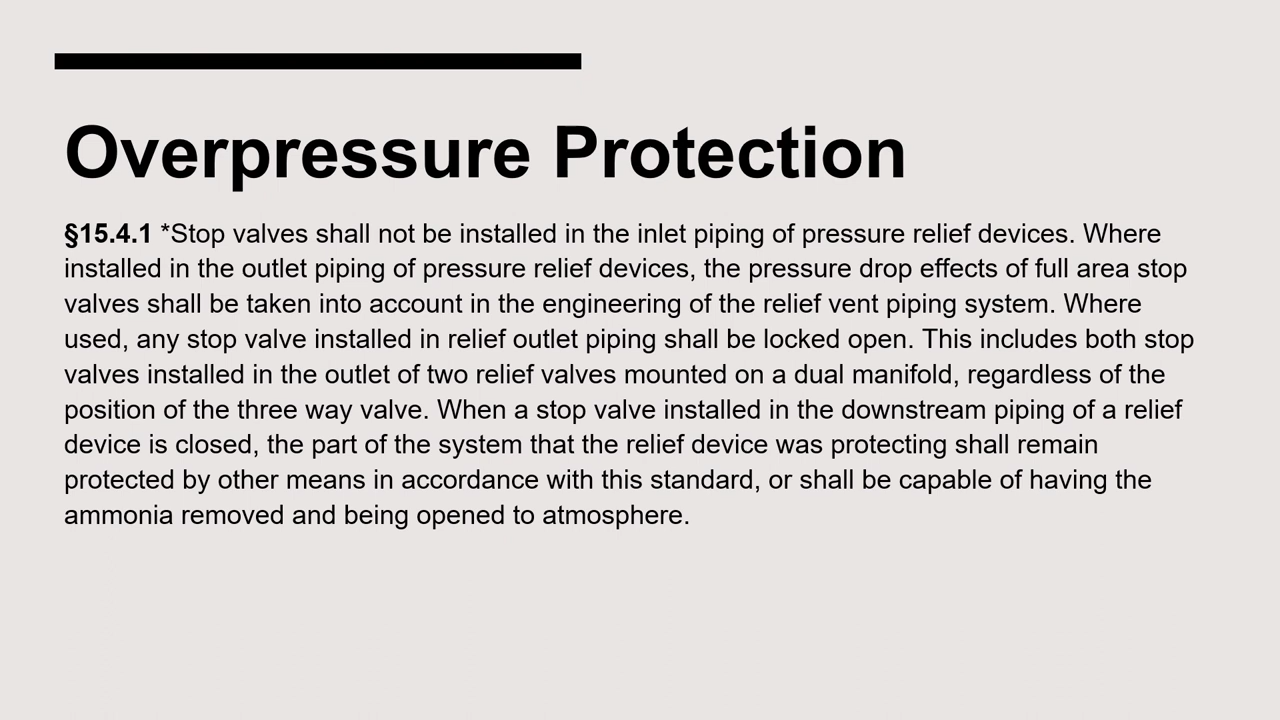 Overpressure Protection
§15.4.1 *Stop valves shall not be installed in the inlet piping of pressure relief devices. Where
installed in the outlet piping of pressure relief devices, the pressure drop effects of full area stop
valves shall be taken into account in the engineering of the relief vent piping system. Where
used, any stop valve installed in relief outlet piping shall be locked open. This includes both stop
valves installed in the outlet of two relief valves mounted on a dual manifold, regardless of the
position of the three way valve. When a stop valve installed in the downstream piping of a relief
device is closed, the part of the system that the relief device was protecting shall remain
protected by other means in accordance with this standard, or shall be capable of having the
ammonia removed and being opened to atmosphere.